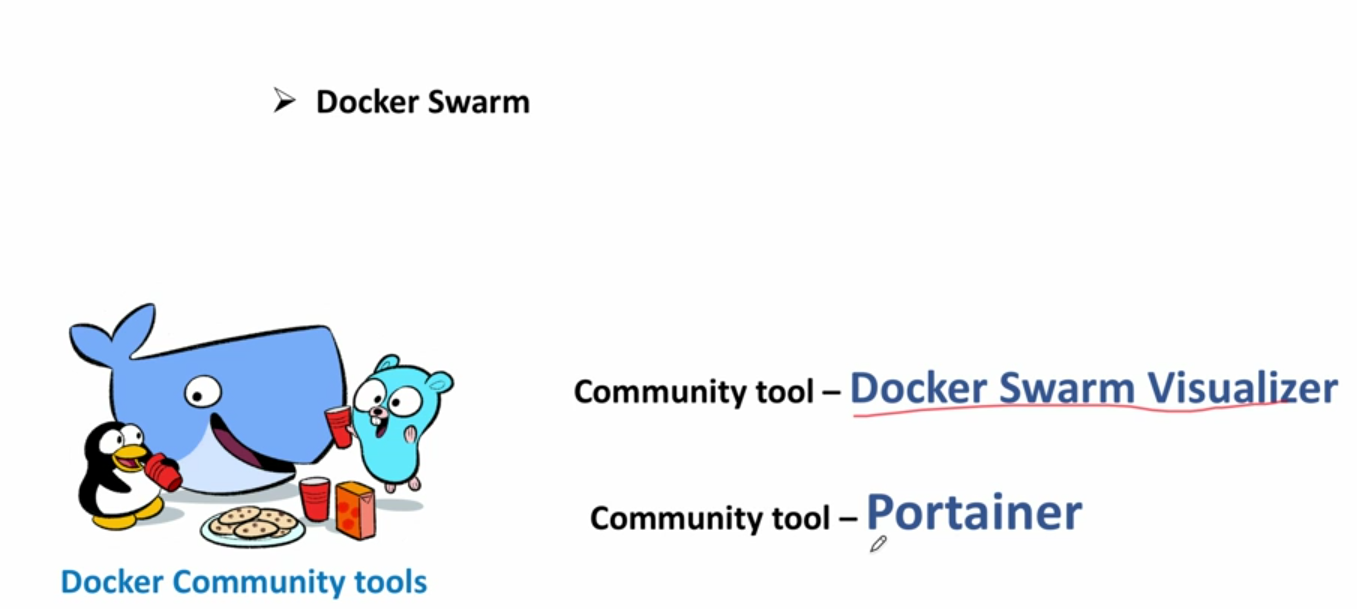 ➢ Docker Swarm
Community tool – Docker Swarm Visualizer
Community tool – Portainer
Docker Community tools